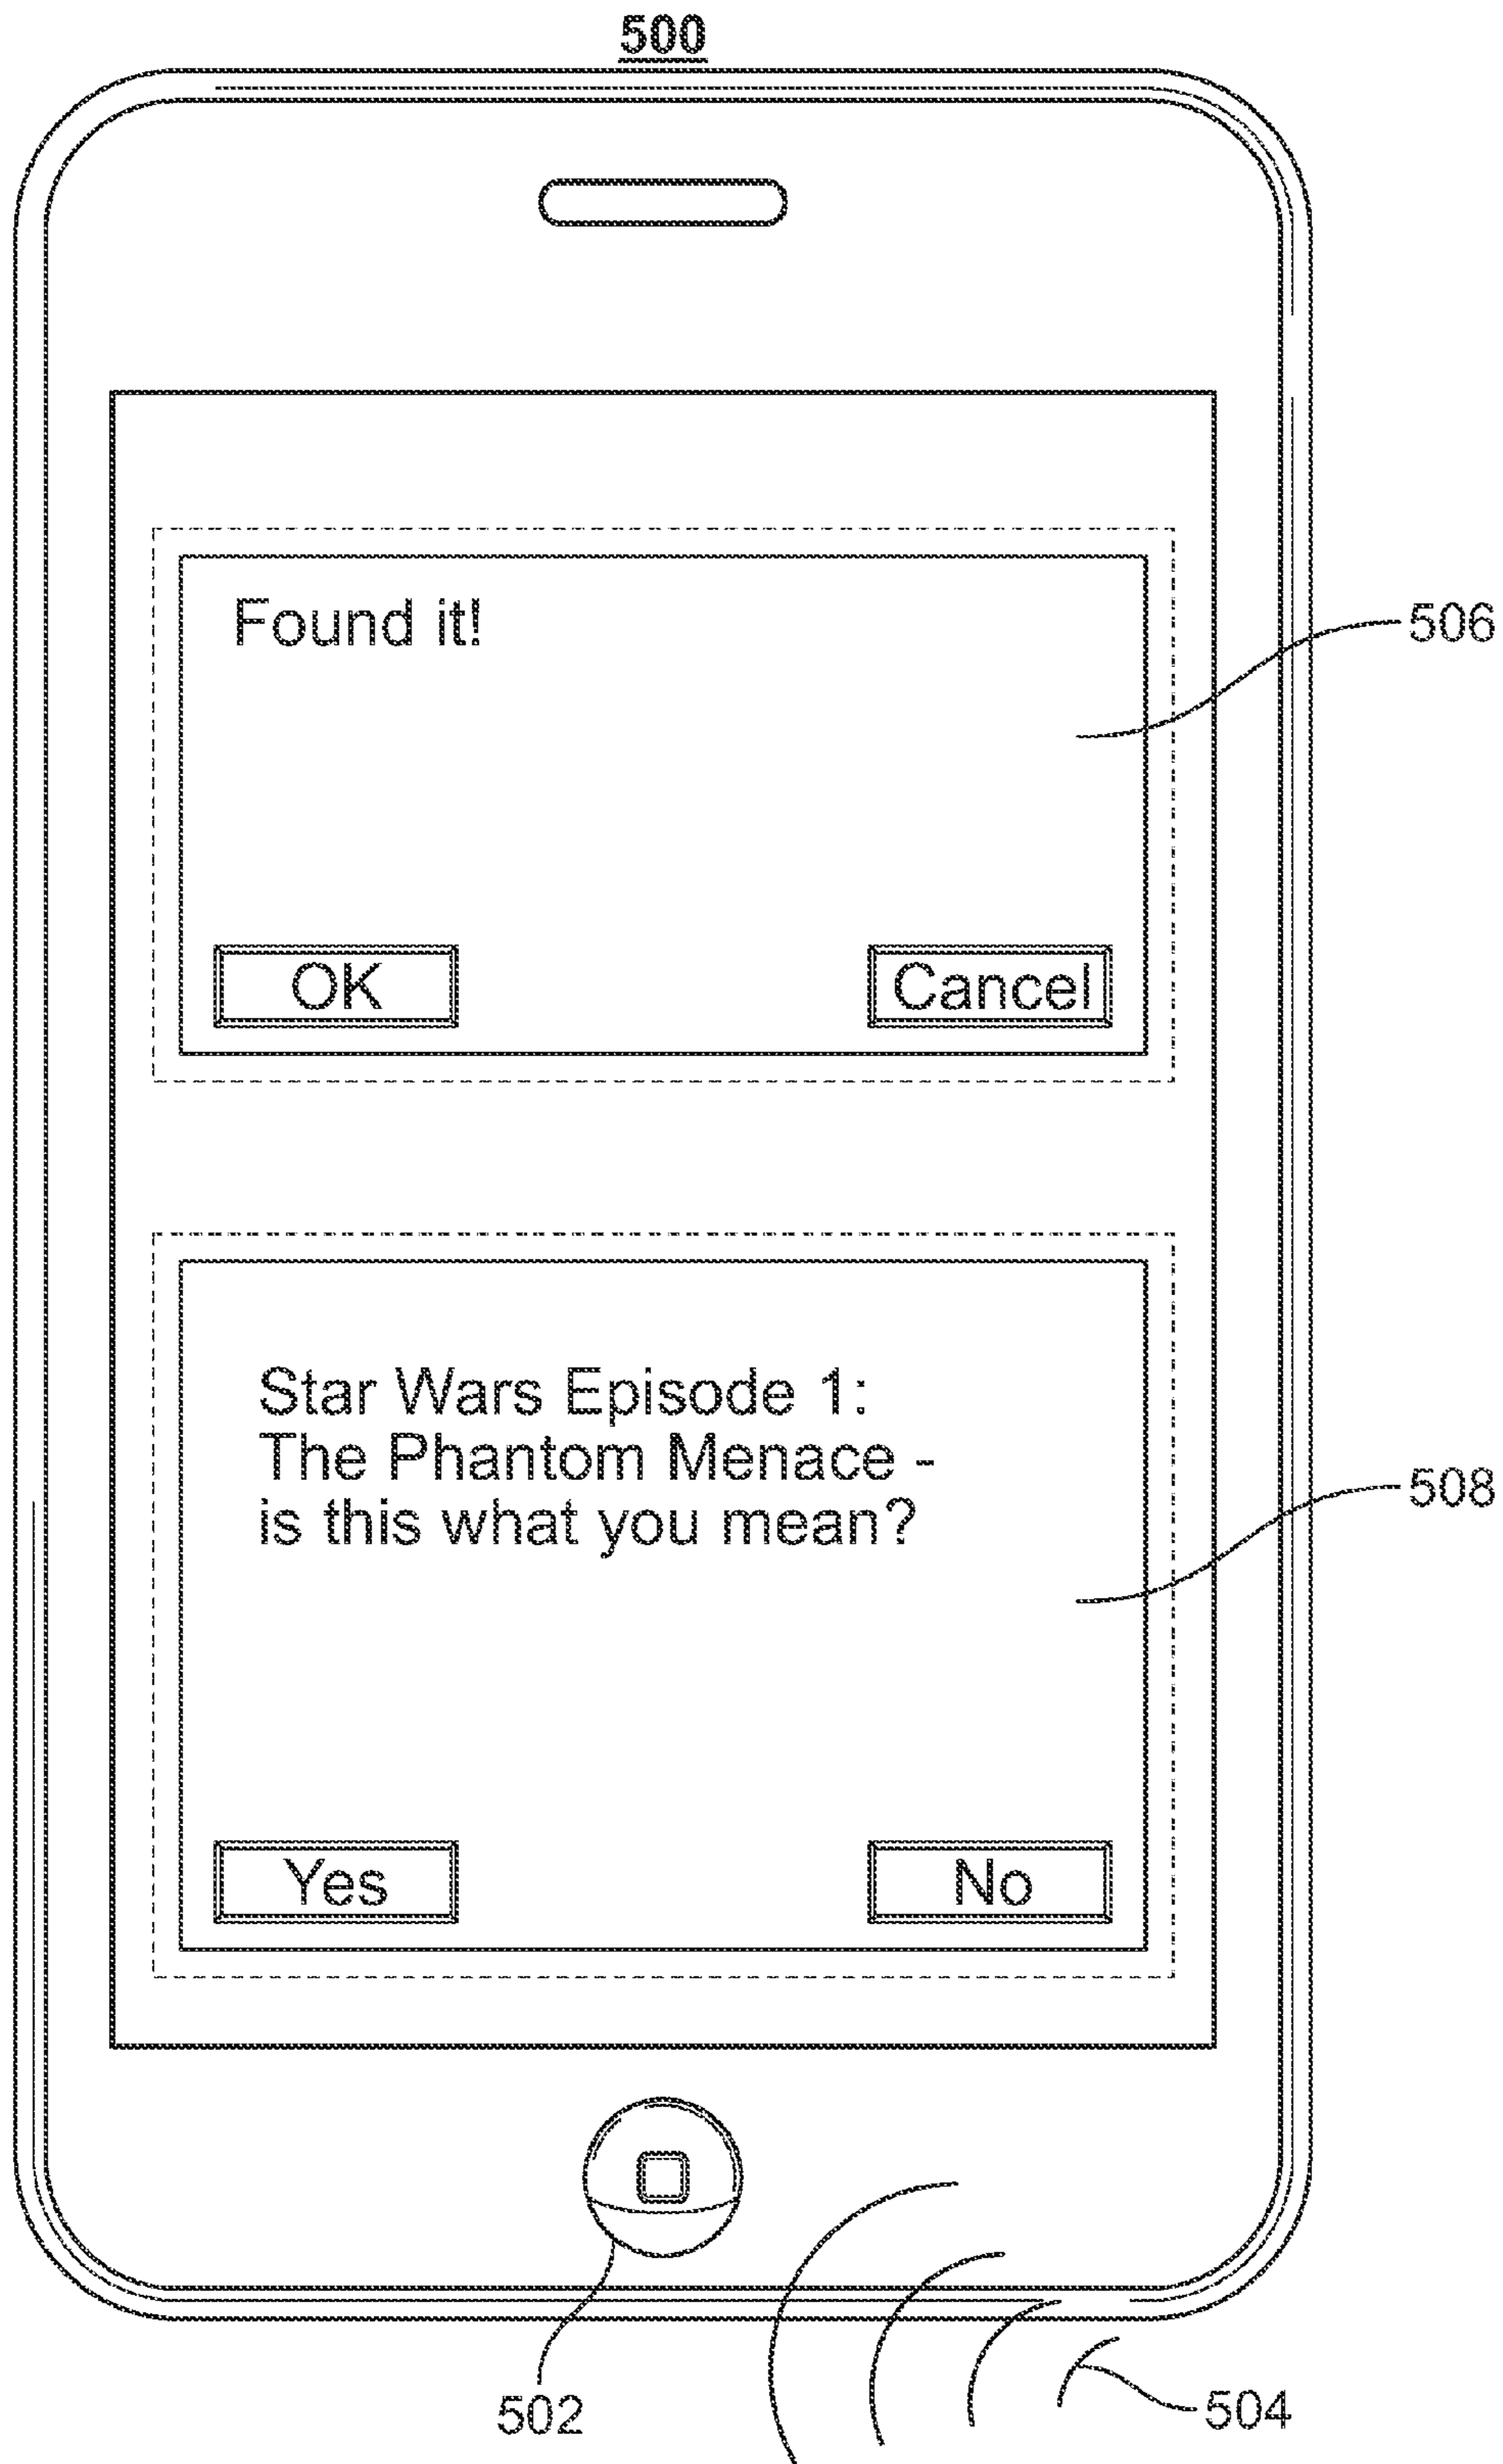 500
Found it!
506
OK Cancel
Star Wars Episode 1:
The Phantom Menace -
is this what you mean?
508
Yes No
502
504